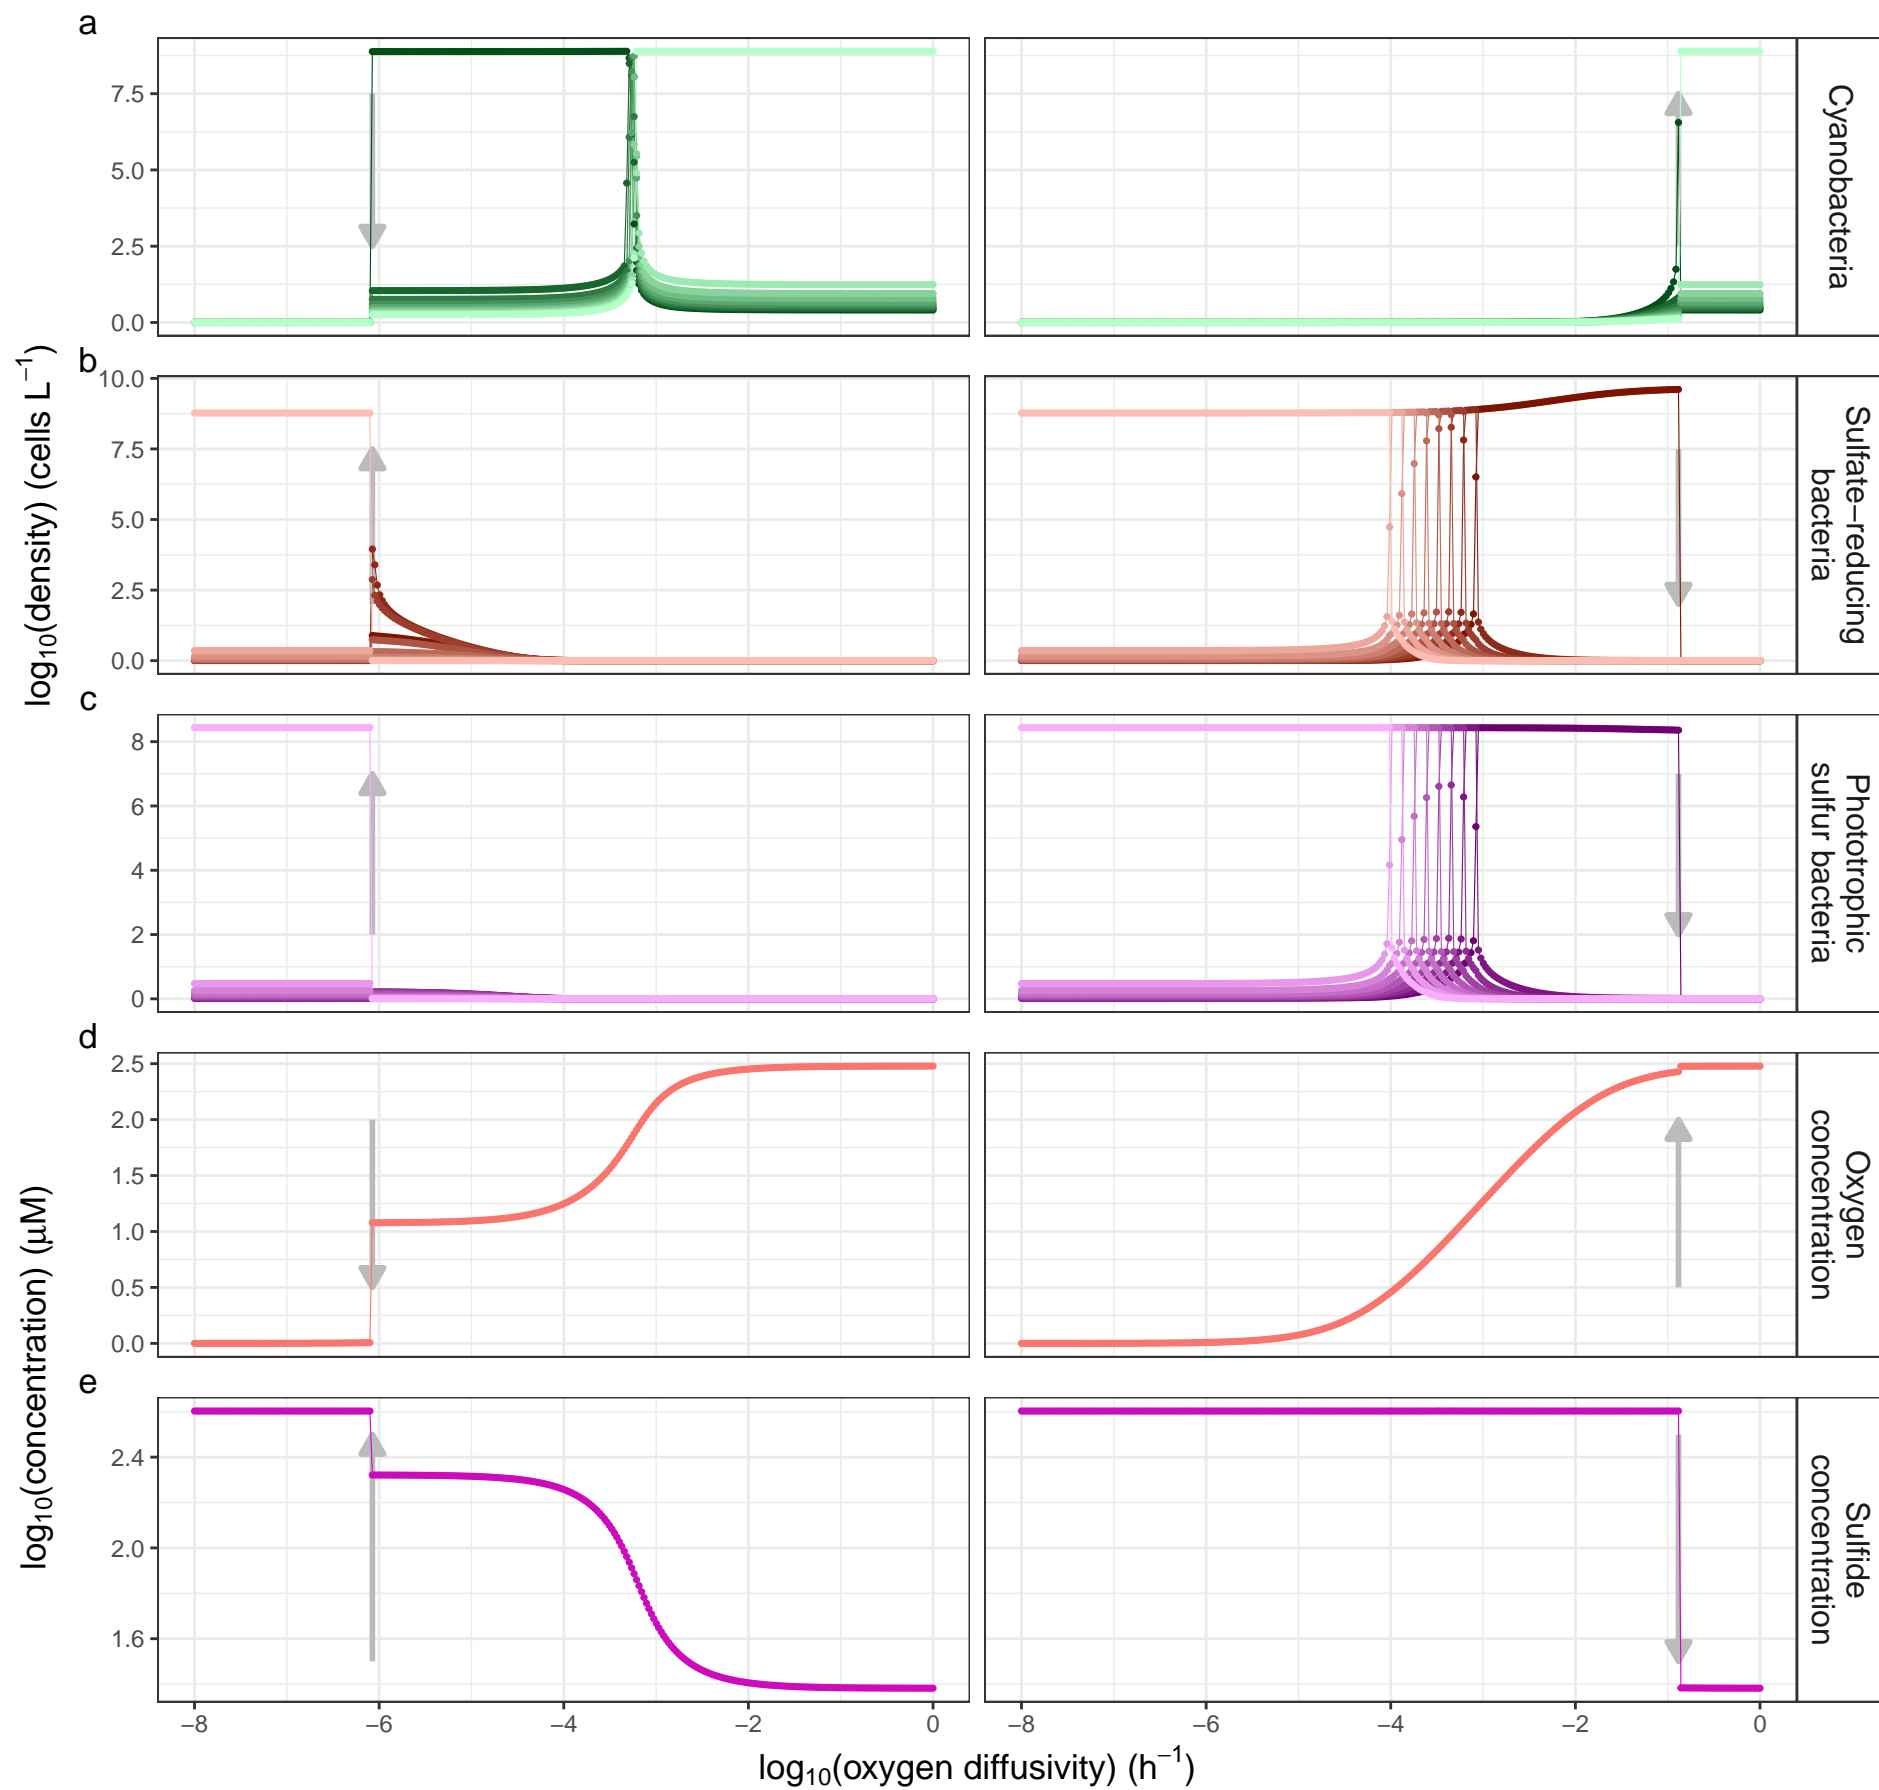 a
7.5
5.0
2.5
0.0
Cyanobacteria
b
10.0
7.5
5.0
2.5
0.0
Sulfate−reducing
bacteria
log10(density) (cells L−1)
c
8
6
4
2
0
Phototrophic
sulfur bacteria
d
2.5
2.0
1.5
1.0
0.5
0.0
Oxygen
concentration
log10(concentration) (μM)
e
2.4
2.0
1.6
Sulfide
concentration
−8 −6 −4 −2 0 −8 −6 −4 −2 0
log10(oxygen diffusivity) (h−1)